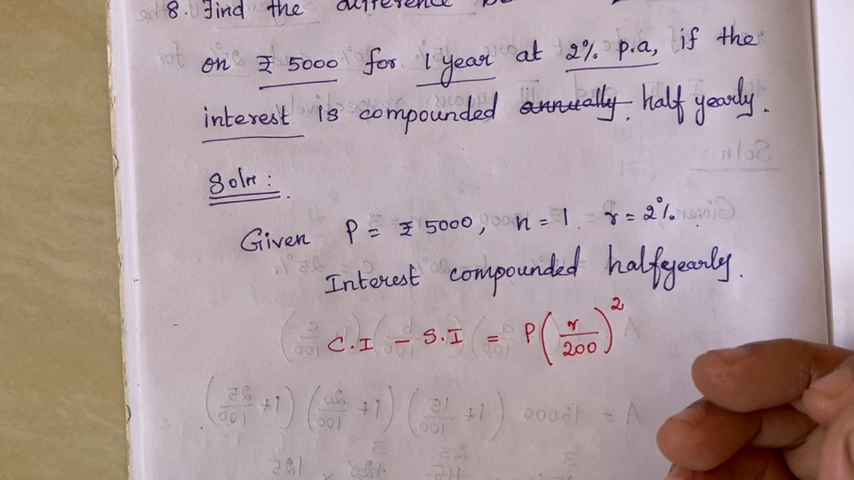 8. Find the difference
on ₹ 5000 for 1 year at 2% p.a, if the
interest is compounded annually. half yearly.
Soln:
Given P = ₹ 5000, n = 1 r = 2%.
Interest compounded halfyearly.
C.I - S.I = P(r/200)²